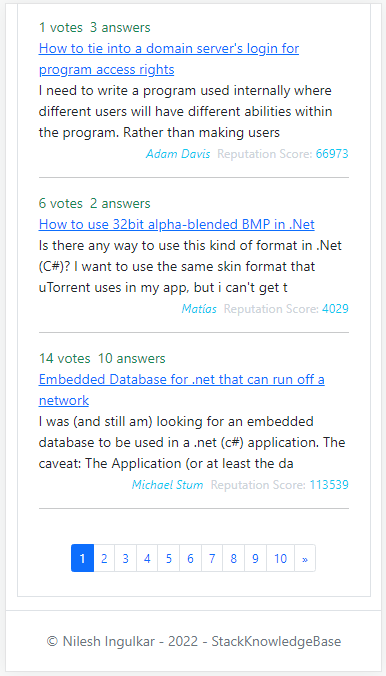 1 votes 3 answers
How to tie into a domain server's login for
program access rights
I need to write a program used internally where
different users will have different abilities within
the program. Rather than making users
Adam Davis Reputation Score: 66973
6 votes 2 answers
How to use 32bit alpha-blended BMP in .Net
Is there any way to use this kind of format in .Net
(C#)? I want to use the same skin format that
uTorrent uses in my app, but i can't get t
Matías Reputation Score: 4029
14 votes 10 answers
Embedded Database for .net that can run off a
network
I was (and still am) looking for an embedded
database to be used in a .net (c#) application. The
caveat: The Application (or at least the da
Michael Stum Reputation Score: 113539
1 2 3 4 5 6 7 8 9 10 »
© Nilesh Ingulkar - 2022 - StackKnowledgeBase